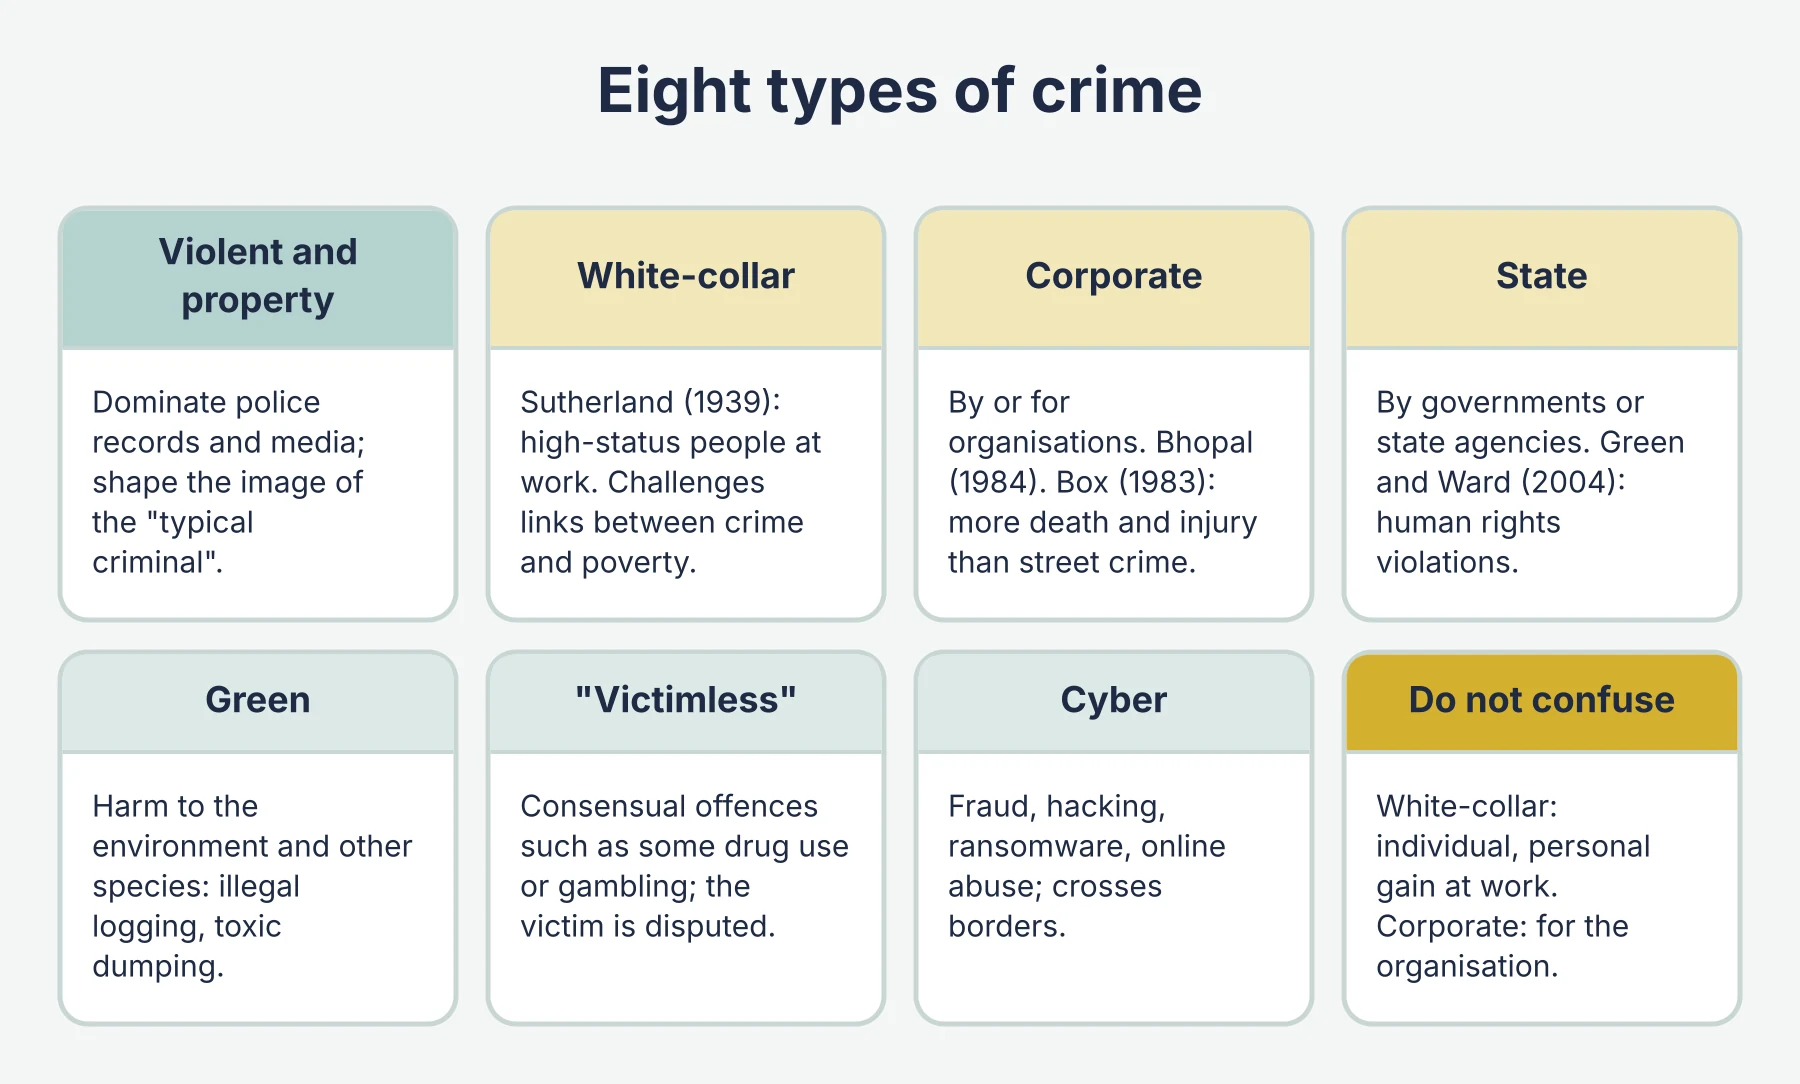 Eight types of crime
Violent and
property
Dominate police
records and media;
shape the image of
the "typical
criminal".
White-collar
Sutherland (1939):
high-status people at
work. Challenges
links between crime
and poverty.
Corporate
By or for
organisations. Bhopal
(1984). Box (1983):
more death and injury
than street crime.
State
By governments or
state agencies. Green
and Ward (2004):
human rights
violations.
Green
Harm to the
environment and other
species: illegal
logging, toxic
dumping.
"Victimless"
Consensual offences
such as some drug use
or gambling; the
victim is disputed.
Cyber
Fraud, hacking,
ransomware, online
abuse; crosses
borders.
Do not confuse
White-collar:
individual, personal
gain at work.
Corporate: for the
organisation.